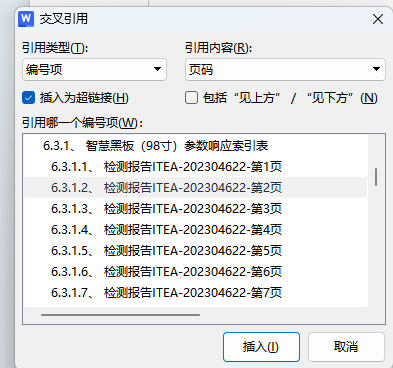 W 交叉引用
引用类型(T): 引用内容(R):
编号项 页码
插入为超链接(H) 包括“见上方” / “见下方”(N)
引用哪一个编号项(W):
6.3.1、 智慧黑板（98寸）参数响应索引表
6.3.1.1、 检测报告ITEA-202304622-第1页
6.3.1.2、 检测报告ITEA-202304622-第2页
6.3.1.3、 检测报告ITEA-202304622-第3页
6.3.1.4、 检测报告ITEA-202304622-第4页
6.3.1.5、 检测报告ITEA-202304622-第5页
6.3.1.6、 检测报告ITEA-202304622-第6页
6.3.1.7、 检测报告ITEA-202304622-第7页
插入(I) 取消